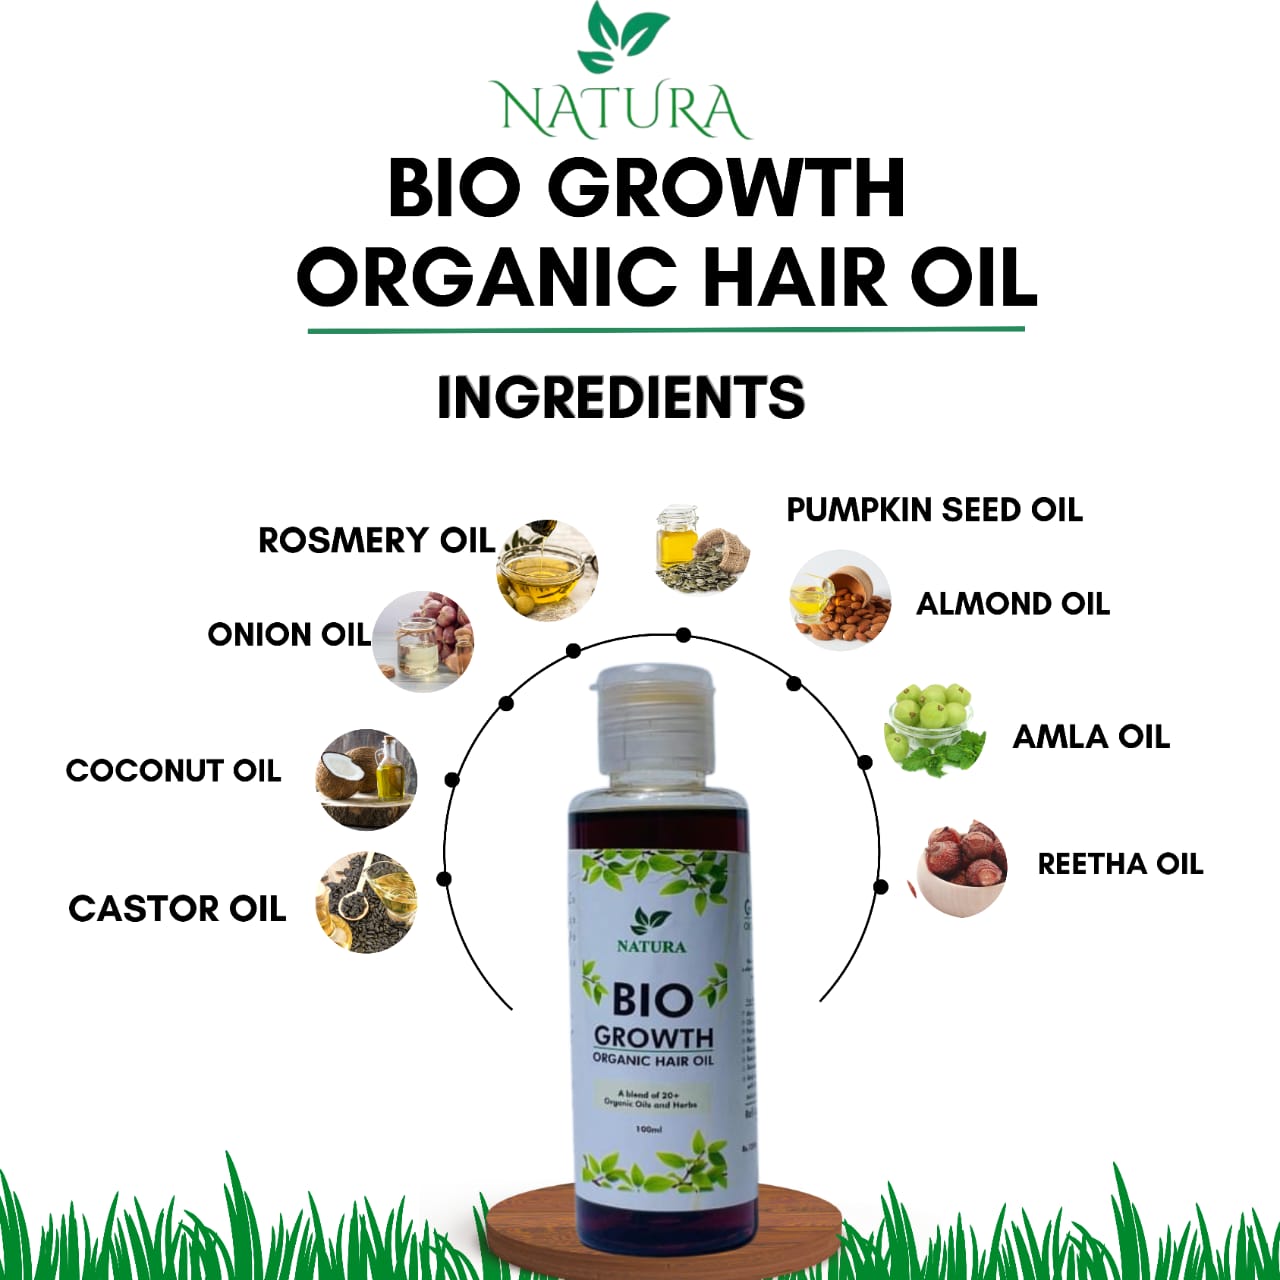 NATURA
BIO GROWTH
ORGANIC HAIR OIL
INGREDIENTS
PUMPKIN SEED OIL
ROSMERY OIL
ALMOND OIL
ONION OIL
AMLA OIL
COCONUT OIL
REETHA OIL
CASTOR OIL
NATURA
BIO
GROWTH
ORGANIC HAIR OIL
A blend of 20+
Organic Oils and Herbs
100ml